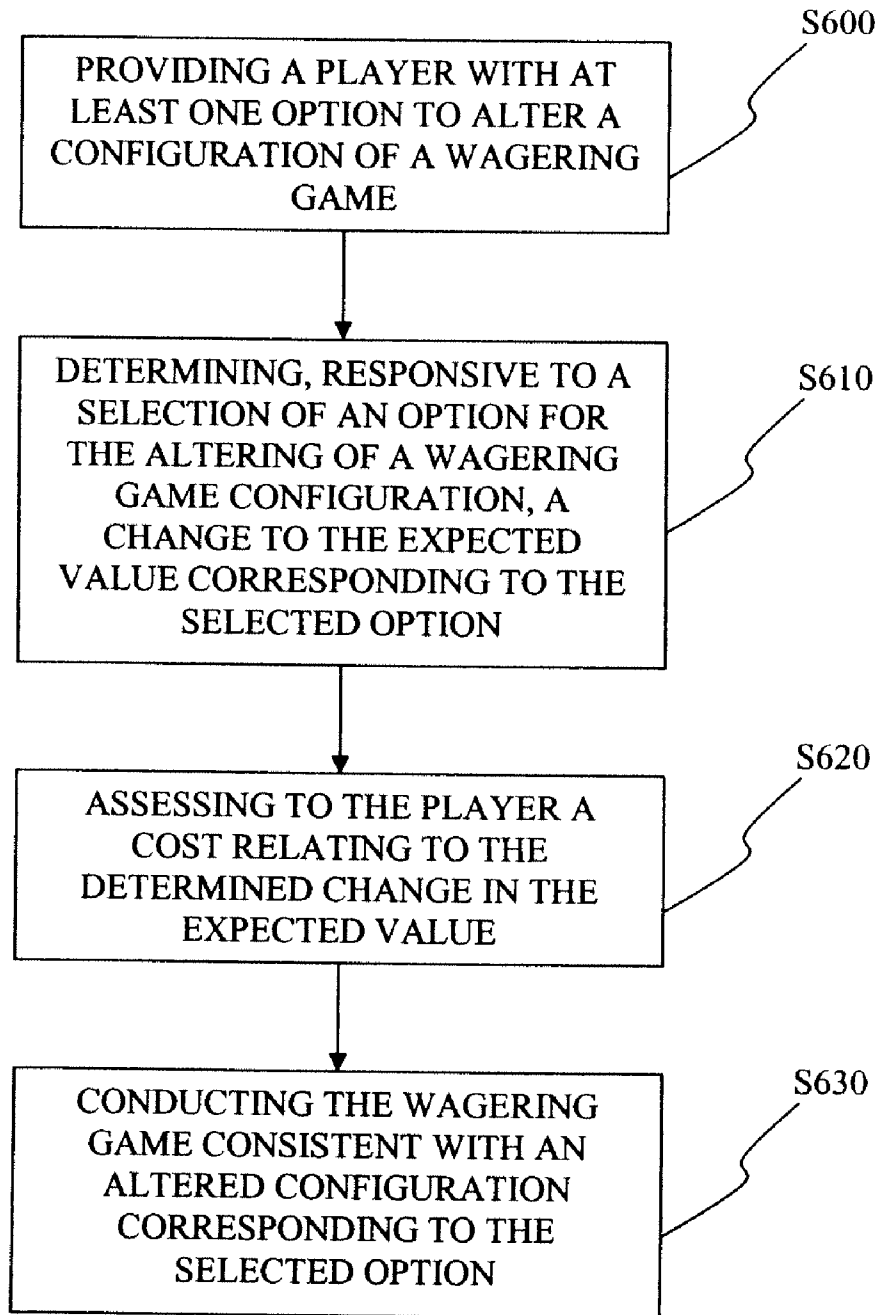 S600
PROVIDING A PLAYER WITH AT
LEAST ONE OPTION TO ALTER A
CONFIGURATION OF A WAGERING
GAME
S610
DETERMINING, RESPONSIVE TO A
SELECTION OF AN OPTION FOR
THE ALTERING OF A WAGERING
GAME CONFIGURATION, A
CHANGE TO THE EXPECTED
VALUE CORRESPONDING TO THE
SELECTED OPTION
S620
ASSESSING TO THE PLAYER A
COST RELATING TO THE
DETERMINED CHANGE IN THE
EXPECTED VALUE
S630
CONDUCTING THE WAGERING
GAME CONSISTENT WITH AN
ALTERED CONFIGURATION
CORRESPONDING TO THE
SELECTED OPTION